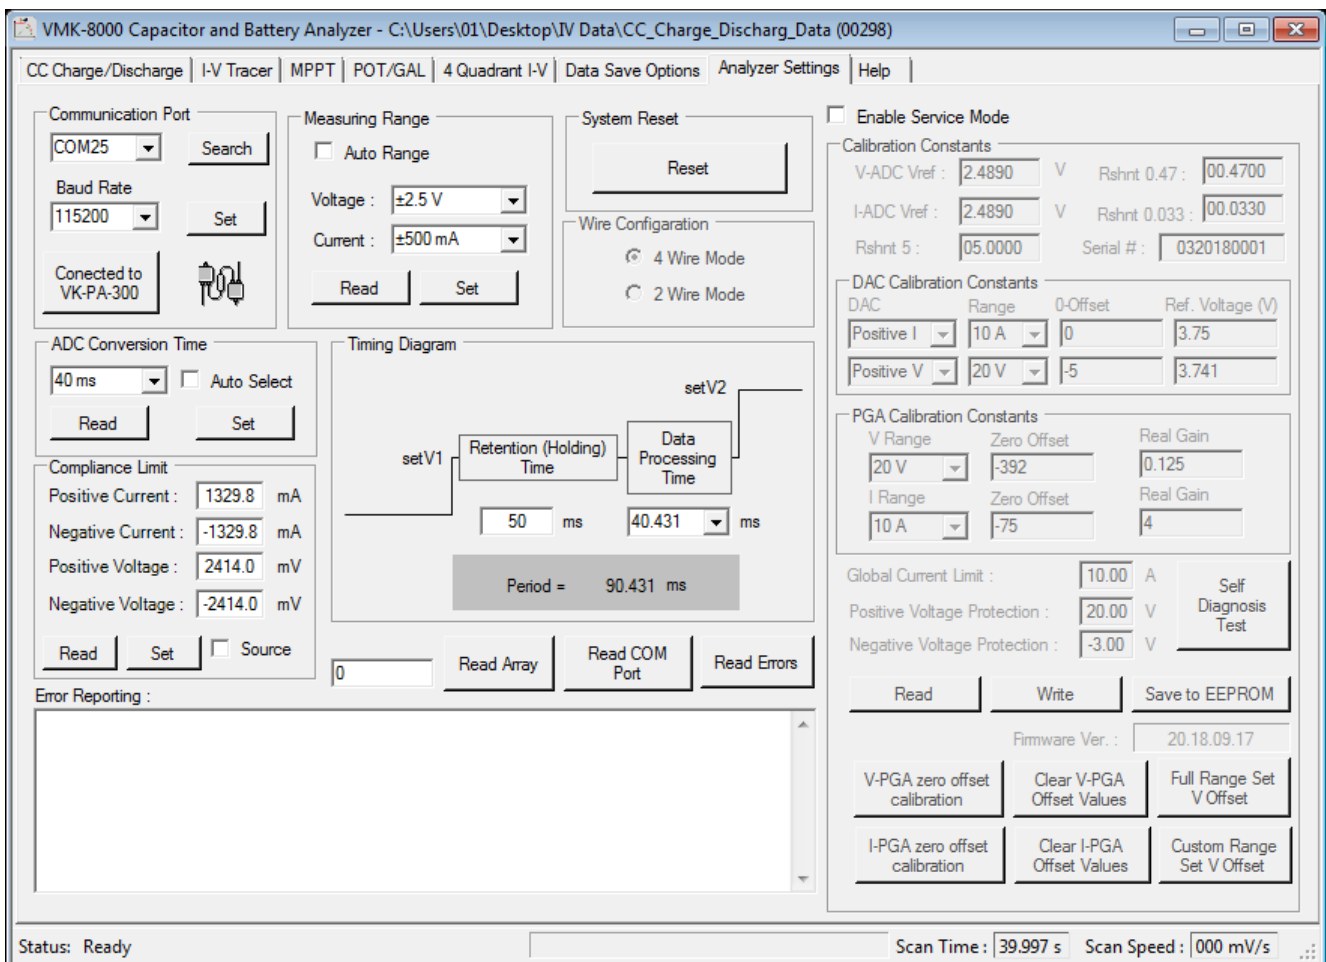 VMK-8000 Capacitor and Battery Analyzer - C:\Users\01\Desktop\IV Data\CC_Charge_Discharg_Data (00298)
CC Charge/Discharge I-V Tracer MPPT POT/GAL 4 Quadrant I-V Data Save Options Analyzer Settings Help
Communication Port
COM25 Search
Baud Rate
115200 Set
Conected to
VK-PA-300
Measuring Range
Auto Range
Voltage : ±2.5 V
Current : ±500 mA
Read Set
System Reset
Reset
Wire Configaration
4 Wire Mode
2 Wire Mode
ADC Conversion Time
40 ms Auto Select
Read Set
Compliance Limit
Positive Current : 1329.8 mA
Negative Current : -1329.8 mA
Positive Voltage : 2414.0 mV
Negative Voltage : -2414.0 mV
Read Set Source
Timing Diagram
setV2
setV1
Retention (Holding)
Time
Data
Processing
Time
50 ms 40.431 ms
Period = 90.431 ms
0 Read Array
Read COM
Port
Read Errors
Error Reporting :
Enable Service Mode
Calibration Constants
V-ADC Vref : 2.4890 V Rshnt 0.47 : 00.4700
I-ADC Vref : 2.4890 V Rshnt 0.033 : 00.0330
Rshnt 5 : 05.0000 Serial # : 0320180001
DAC Calibration Constants
DAC Range 0-Offset Ref. Voltage (V)
Positive I 10 A 0 3.75
Positive V 20 V -5 3.741
PGA Calibration Constants
V Range Zero Offset Real Gain
20 V -392 0.125
I Range Zero Offset Real Gain
10 A -75 4
Global Current Limit : 10.00 A
Positive Voltage Protection : 20.00 V
Negative Voltage Protection : -3.00 V
Self
Diagnosis
Test
Read Write Save to EEPROM
Firmware Ver. : 20.18.09.17
V-PGA zero offset
calibration
Clear V-PGA
Offset Values
Full Range Set
V Offset
I-PGA zero offset
calibration
Clear I-PGA
Offset Values
Custom Range
Set V Offset
Status: Ready Scan Time : 39.997 s Scan Speed : 000 mV/s